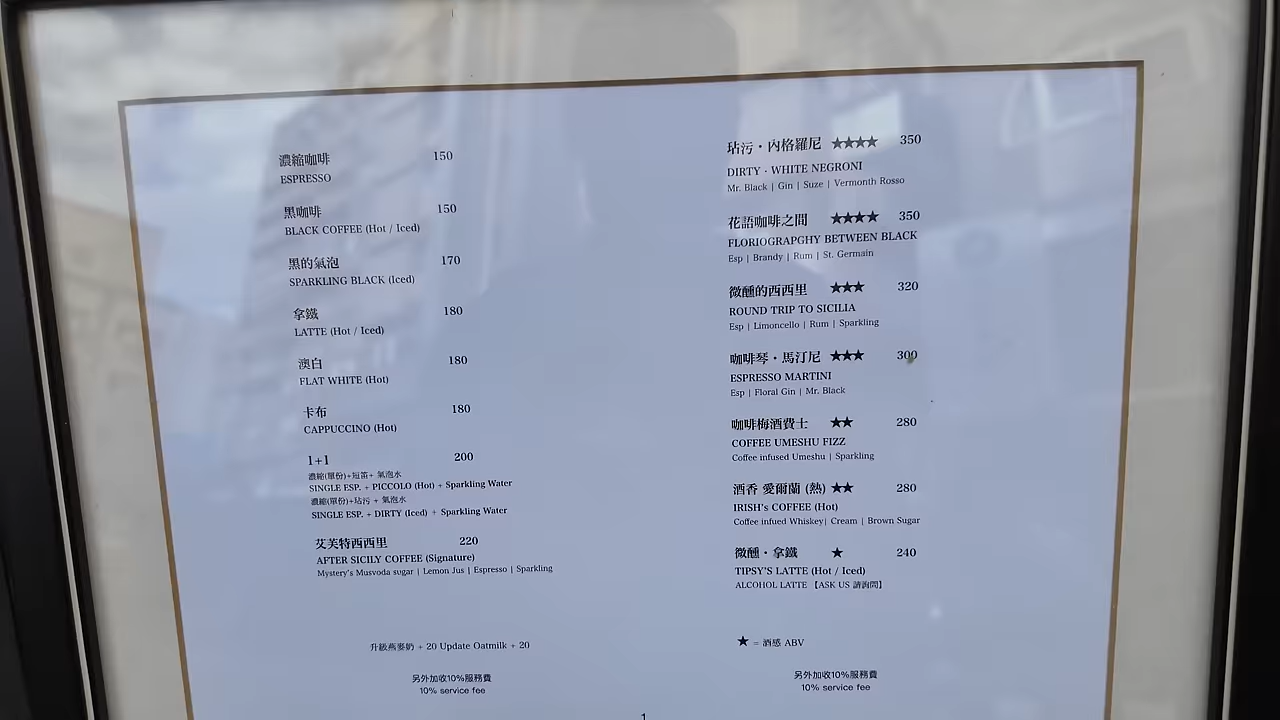 濃縮咖啡 150
ESPRESSO
黑咖啡 150
BLACK COFFEE (Hot / Iced)
黑的氣泡 170
SPARKLING BLACK (Iced)
拿鐵 180
LATTE (Hot / Iced)
澳白 180
FLAT WHITE (Hot)
卡布 180
CAPPUCCINO (Hot)
1+1 200
濃縮(單份)+短笛+ 氣泡水
SINGLE ESP. + PICCOLO (Hot) + Sparkling Water
濃縮(單份)+玷污 + 氣泡水
SINGLE ESP. + DIRTY (Iced) + Sparkling Water
艾芙特西西里 220
AFTER SICILY COFFEE (Signature)
Mystery's Musvoda sugar | Lemon Jus | Espresso | Sparkling
升級燕麥奶 + 20 Update Oatmilk + 20
另外加收10%服務費
10% service fee
玷污·內格羅尼 ★★★★ 350
DIRTY · WHITE NEGRONI
Mr. Black | Gin | Suze | Vermonth Rosso
花語咖啡之間 ★★★★ 350
FLORIOGRAPGHY BETWEEN BLACK
Esp | Brandy | Rum | St. Germain
微醺的西西里 ★★★ 320
ROUND TRIP TO SICILIA
Esp | Limoncello | Rum | Sparkling
咖啡琴·馬汀尼 ★★★ 300
ESPRESSO MARTINI
Esp | Floral Gin | Mr. Black
咖啡梅酒費士 ★★ 280
COFFEE UMESHU FIZZ
Coffee infused Umeshu | Sparkling
酒香 愛爾蘭 (熱) ★★ 280
IRISH's COFFEE (Hot)
Coffee infued Whiskey| Cream | Brown Sugar
微醺·拿鐵 ★ 240
TIPSY'S LATTE (Hot / Iced)
ALCOHOL LATTE 【ASK US 請詢問】
★ = 酒感 ABV
另外加收10%服務費
10% service fee
1